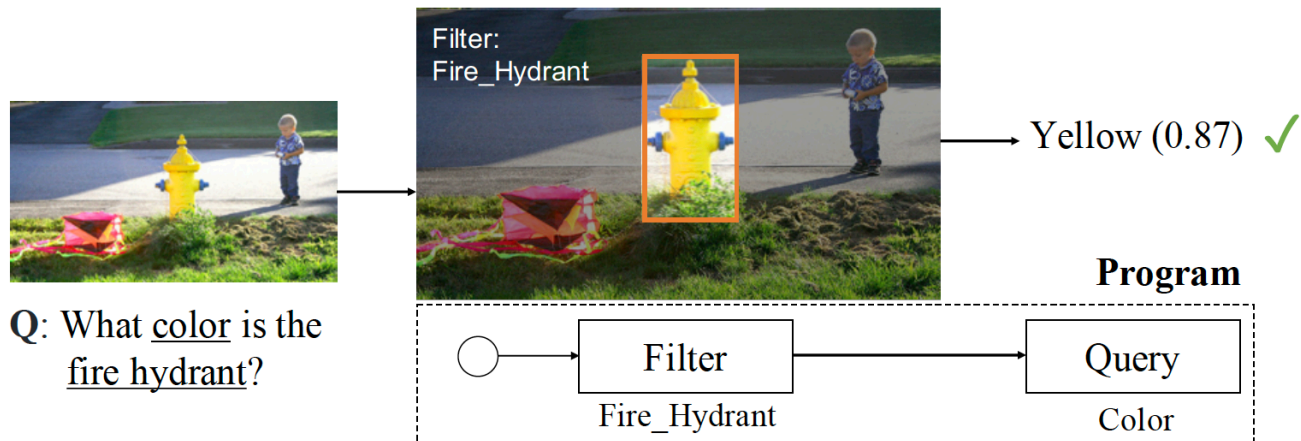 Filter:
Fire_Hydrant
Yellow (0.87) ✓
Q: What color is the
fire hydrant?
Program
Filter
Query
Fire_Hydrant
Color